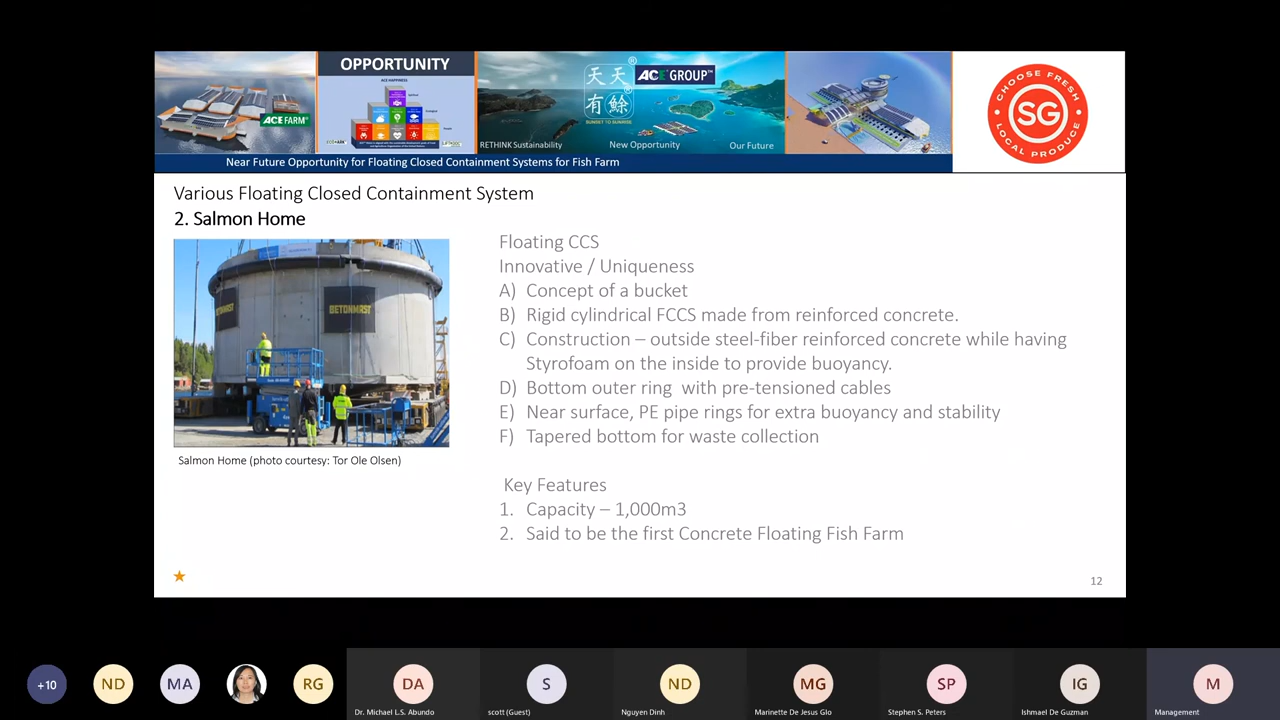 OPPORTUNITY
ACE HAPPINESS
ACE FARM®
天天
有餘
®
SUNSET TO SUNRISE
ACE GROUP™
RETHINK Sustainability
New Opportunity
Our Future
CHOOSE FRESH
SG
LOCAL PRODUCE
Near Future Opportunity for Floating Closed Containment Systems for Fish Farm
Various Floating Closed Containment System
2. Salmon Home
BETONMAST
Salmon Home (photo courtesy: Tor Ole Olsen)
Floating CCS
Innovative / Uniqueness
A) Concept of a bucket
B) Rigid cylindrical FCCS made from reinforced concrete.
C) Construction – outside steel-fiber reinforced concrete while having
Styrofoam on the inside to provide buoyancy.
D) Bottom outer ring with pre-tensioned cables
E) Near surface, PE pipe rings for extra buoyancy and stability
F) Tapered bottom for waste collection
Key Features
1. Capacity – 1,000m3
2. Said to be the first Concrete Floating Fish Farm
12
+10
ND
MA
RG
DA
Dr. Michael L.S. Abundo
S
scott (Guest)
ND
Nguyen Dinh
MG
Marinette De Jesus Glo
SP
Stephen S. Peters
IG
Ishmael De Guzman
M
Management